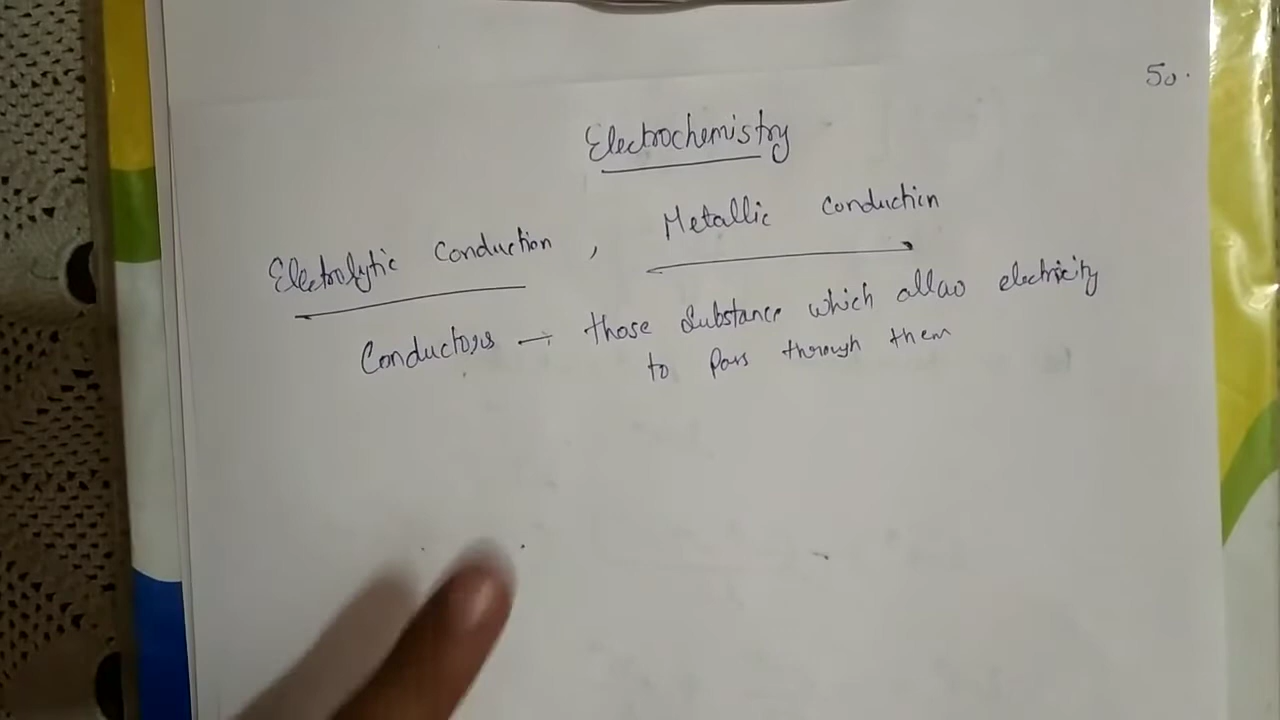 50.
Electrochemistry
Electrolytic Conduction , Metallic Conduction
Conductors → those substance which allow electricity
to pass through them